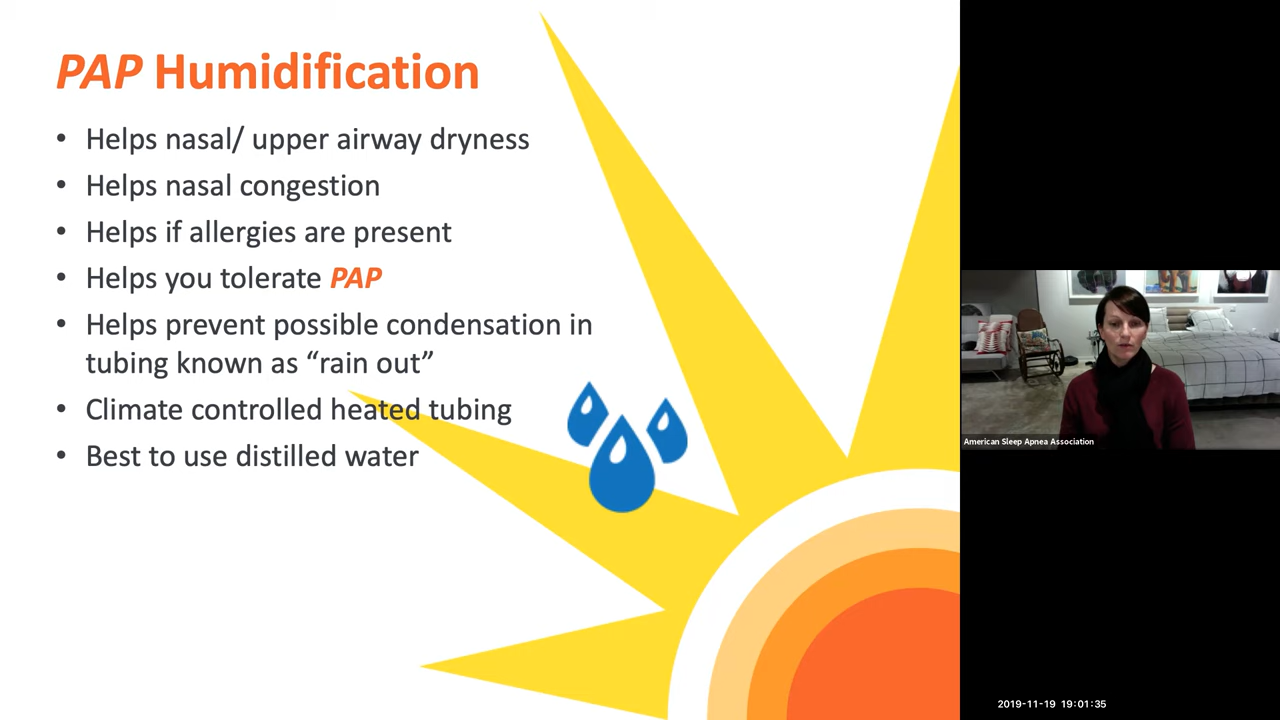 PAP Humidification
• Helps nasal/ upper airway dryness
• Helps nasal congestion
• Helps if allergies are present
• Helps you tolerate PAP
• Helps prevent possible condensation in
tubing known as “rain out”
• Climate controlled heated tubing
• Best to use distilled water
American Sleep Apnea Association
2019-11-19 19:01:35